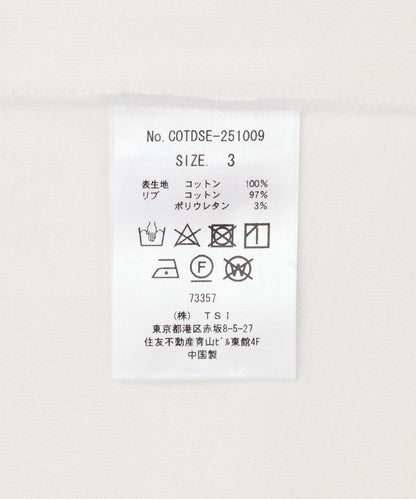 No. COTDSE-251009
SIZE. 3
表生地 コットン 100%
リブ コットン 97%
ポリウレタン 3%
F W
73357
(株) TSI
東京都港区赤坂8-5-27
住友不動産青山ビル東館4F
中国製